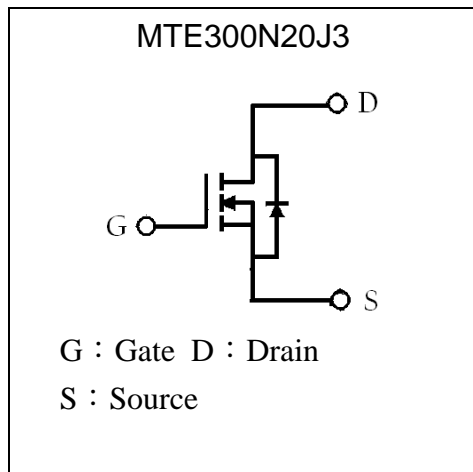 MTE300N20J3
D
G
S
G：Gate D：Drain
S：Source